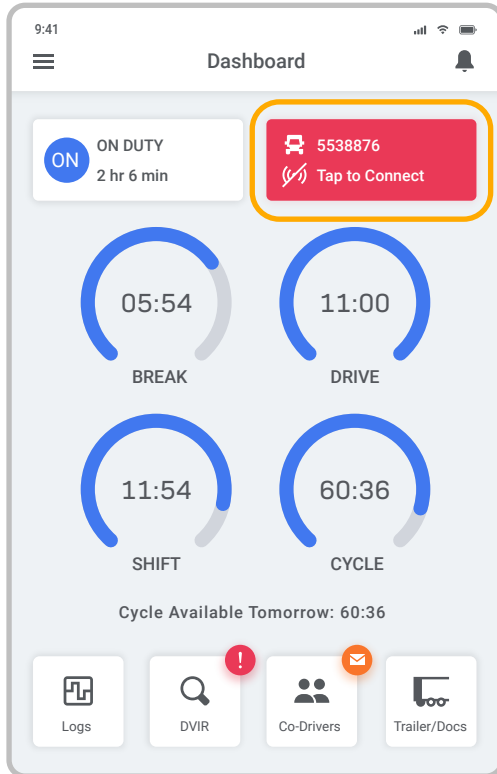 9:41
Dashboard
ON
ON DUTY
2 hr 6 min
5538876
Tap to Connect
05:54
BREAK
11:00
DRIVE
11:54
SHIFT
60:36
CYCLE
Cycle Available Tomorrow: 60:36
Logs
!
DVIR
Co-Drivers
Trailer/Docs